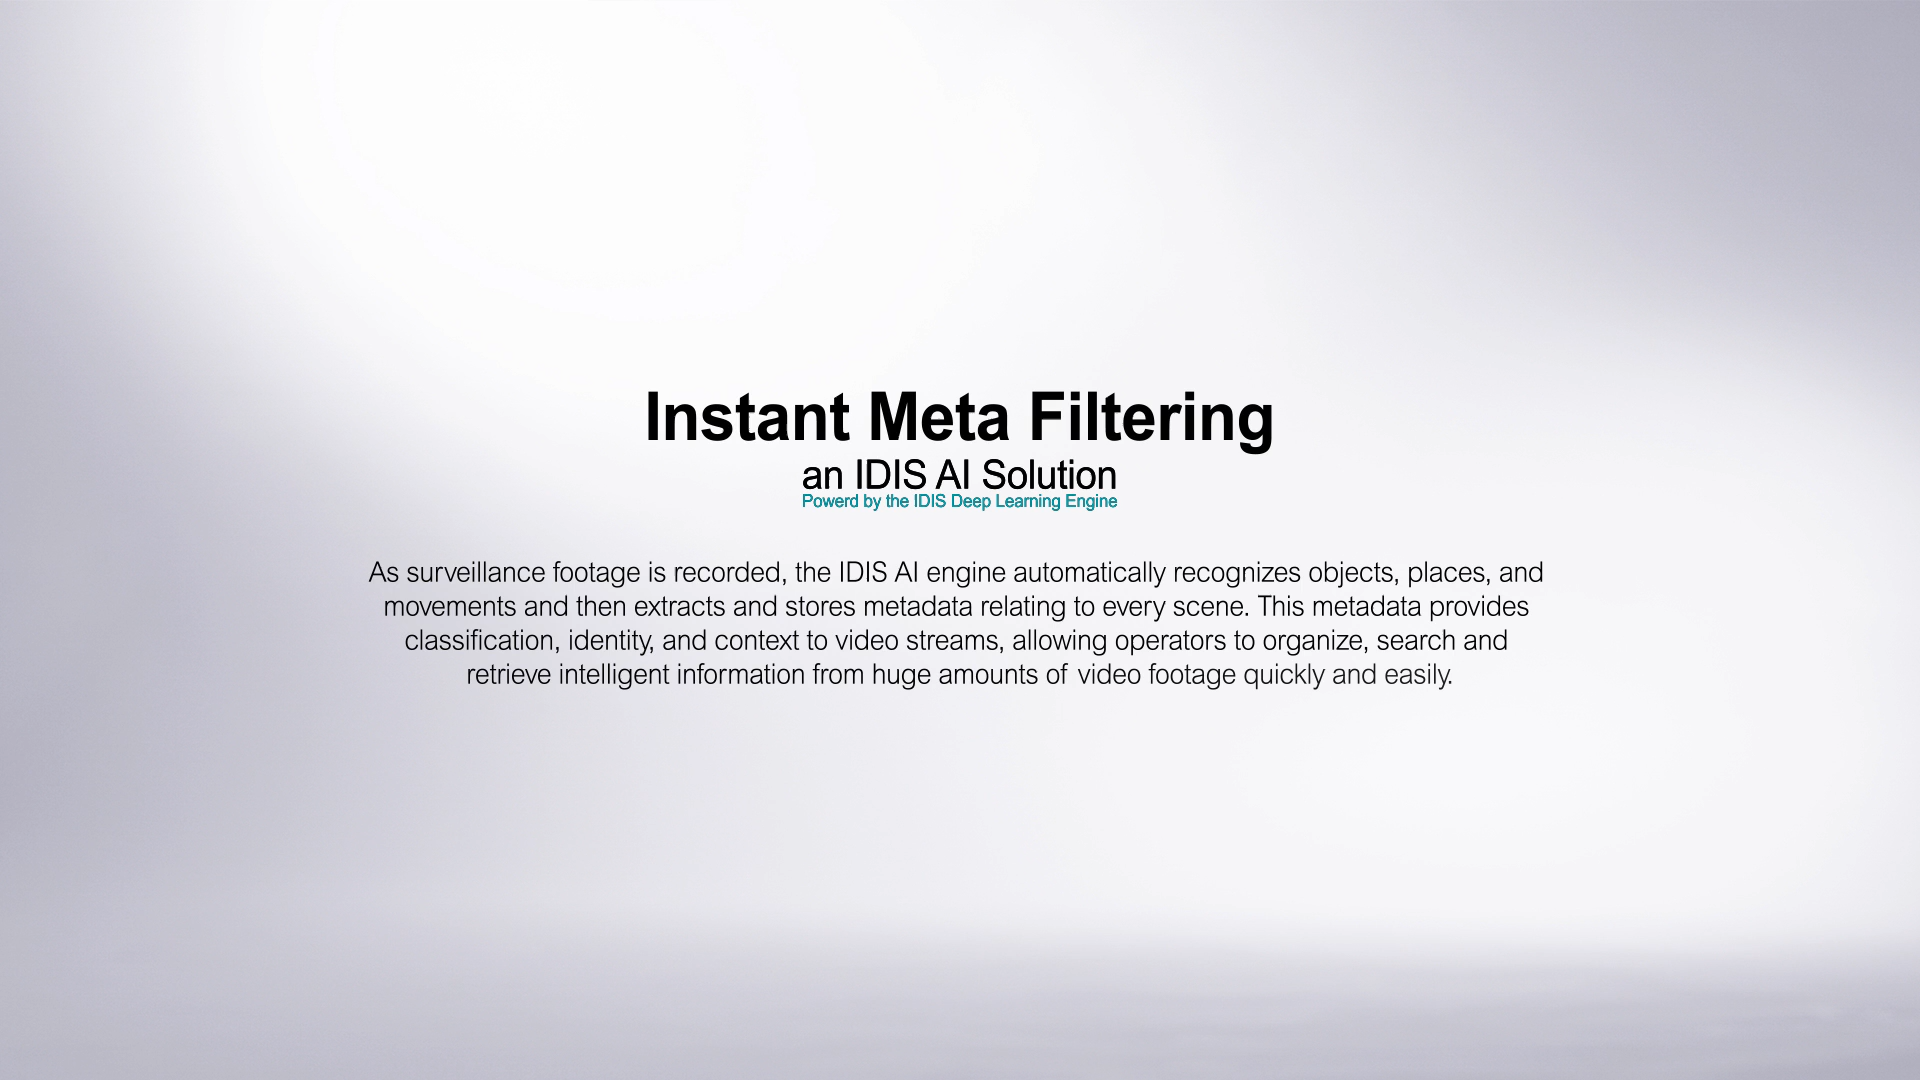 Instant Meta Filtering
an IDIS AI Solution
Powerd by the IDIS Deep Learning Engine
As surveillance footage is recorded, the IDIS AI engine automatically recognizes objects, places, and
movements and then extracts and stores metadata relating to every scene. This metadata provides
classification, identity, and context to video streams, allowing operators to organize, search and
retrieve intelligent information from huge amounts of video footage quickly and easily.